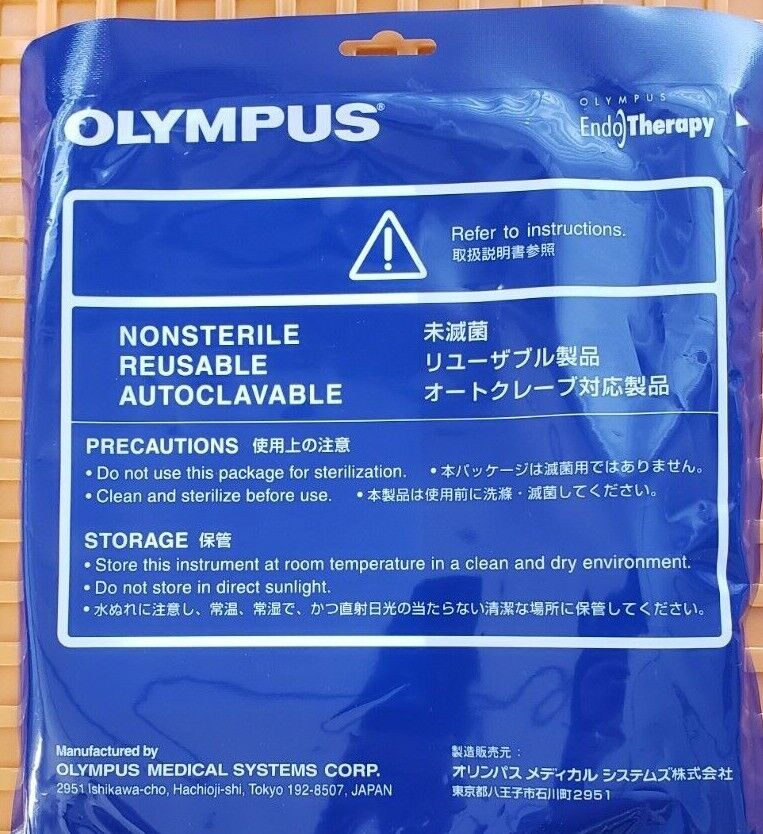 OLYMPUS®
OLYMPUS
EndoTherapy
Refer to instructions.
取扱説明書参照
NONSTERILE 未滅菌
REUSABLE リユーザブル製品
AUTOCLAVABLE オートクレーブ対応製品
PRECAUTIONS 使用上の注意
• Do not use this package for sterilization. • 本パッケージは滅菌用ではありません。
• Clean and sterilize before use. • 本製品は使用前に洗滌・滅菌してください。
STORAGE 保管
• Store this instrument at room temperature in a clean and dry environment.
• Do not store in direct sunlight.
• 水ぬれに注意し、常温、常湿で、かつ直射日光の当たらない清潔な場所に保管してください。
Manufactured by
OLYMPUS MEDICAL SYSTEMS CORP.
2951 Ishikawa-cho, Hachioji-shi, Tokyo 192-8507, JAPAN
製造販売元:
オリンパス メディカル システムズ株式会社
東京都八王子市石川町2951